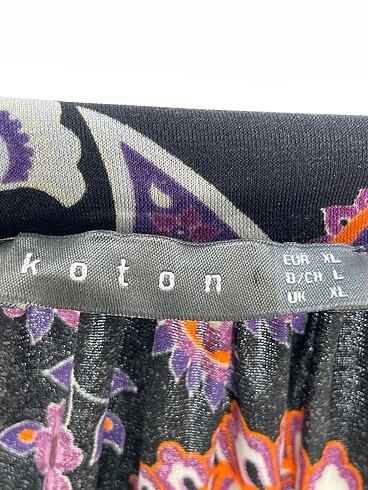 koton
EUR XL
D/CH L
UK XL